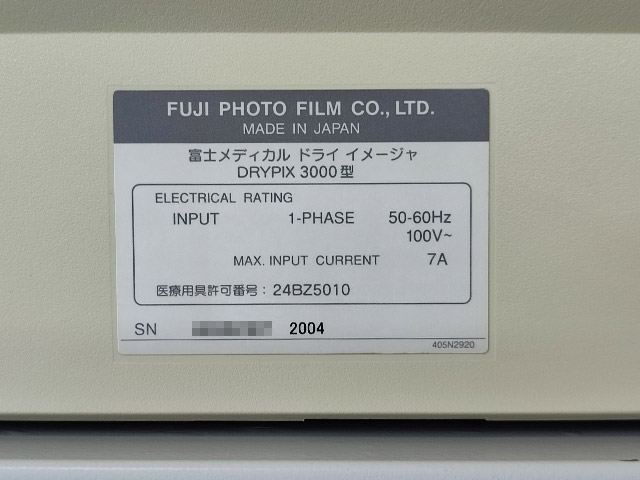 FUJI PHOTO FILM CO., LTD.
MADE IN JAPAN
富士メディカル ドライ イメージャ
DRYPIX 3000型
ELECTRICAL RATING
INPUT 1-PHASE 50-60Hz
100V~
MAX. INPUT CURRENT 7A
医療用具許可番号：24BZ5010
SN 2004
405N2920